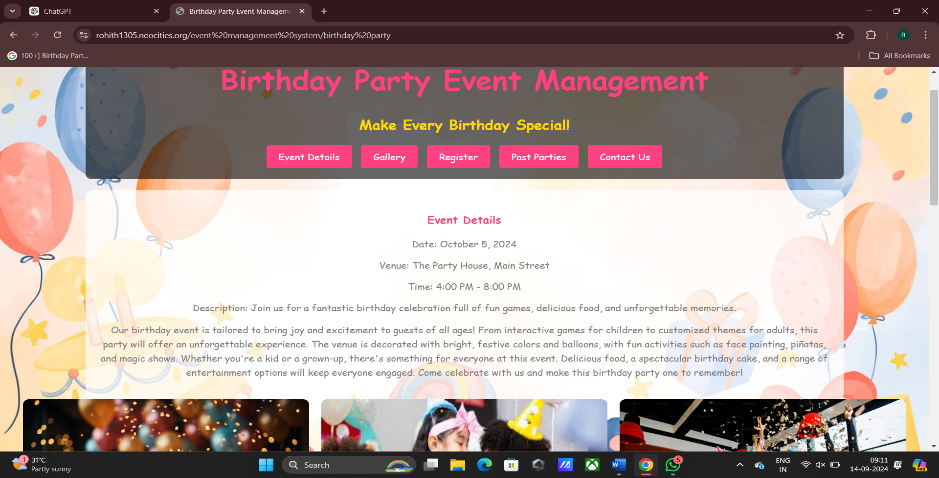 ChatGPT
Birthday Party Event Managem
rohith1305.neocities.org/event%20management%20system/birthday%20party
100 ı ] Birthday Part...
All Bookmarks
Birthday Party Event Management
Make Every Birthday Special!
Event Details
Gallery
Register
Past Parties
Contact Us
Event Details
Date: October 5, 2024
Venue: The Party House, Main Street
Time: 4:00 PM - 8:00 PM
Description: Join us for a fantastic birthday celebration full of fun games, delicious food, and unforgettable memories.
Our birthday event is tailored to bring joy and excitement to guests of all ages! From interactive games for children to customized themes for adults, this
party will offer an unforgettable experience. The venue is decorated with bright, festive colors and balloons, with fun activities such as face painting, piñatas,
and magic shows. Whether you're a kid or a grown-up, there's something for everyone at this event. Delicious food, a spectacular birthday cake, and a range of
entertainment options will keep everyone engaged. Come celebrate with us and make this birthday party one to remember!
1
31°C
Partly sunny
Search
5
ENG
IN
09:11
14-09-2024